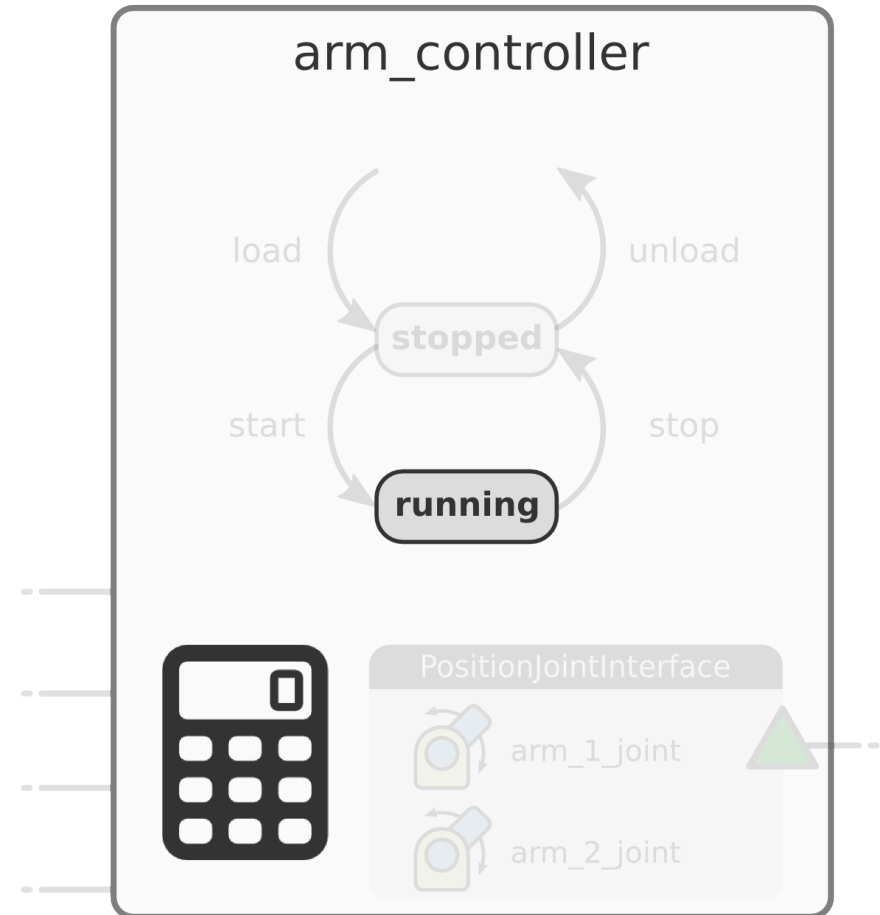 arm_controller
load
unload
stopped
start
stop
running
0
PositionJointInterface
arm_1_joint
arm_2_joint